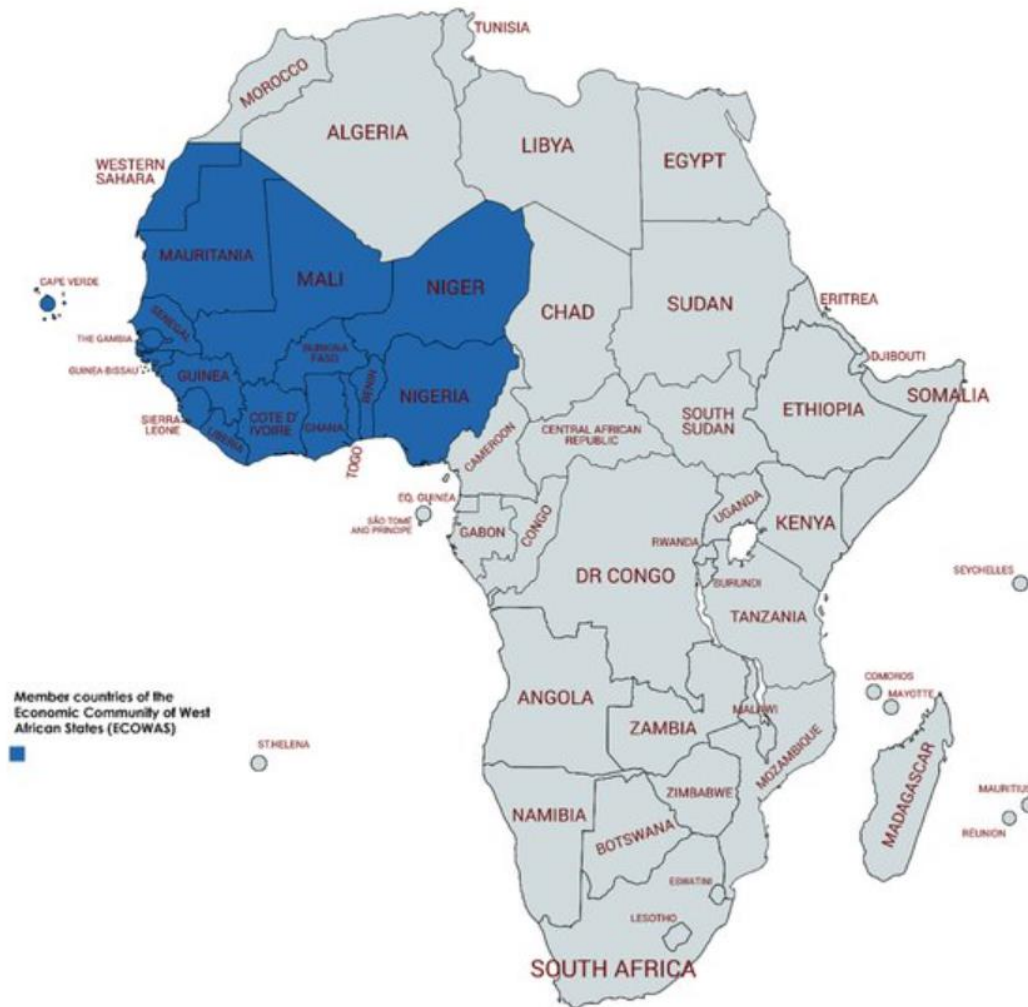 TUNISIA
MOROCCO
ALGERIA
LIBYA
EGYPT
WESTERN
SAHARA
MAURITANIA
MALI
NIGER
CAPE VERDE
CHAD
SUDAN
ERITREA
SENEGAL
THE GAMBIA
BURKINA
FASO
DJIBOUTI
GUINEA-BISSAU
GUINEA
BENIN
NIGERIA
SOMALIA
SIERRA
LEONE
COTE D'
IVOIRE
GHANA
SOUTH
SUDAN
ETHIOPIA
LIBERIA
CENTRAL AFRICAN
REPUBLIC
TOGO
CAMEROON
EQ. GUINEA
SÃO TOMÉ
AND PRINCIPE
GABON
CONGO
UGANDA
KENYA
RWANDA
DR CONGO
BURUNDI
SEYCHELLES
TANZANIA
COMOROS
MAYOTTE
Member countries of the
Economic Community of West
African States (ECOWAS)
ANGOLA
MALAWI
ZAMBIA
ST.HELENA
MOZAMBIQUE
MADAGASCAR
ZIMBABWE
MAURITIUS
NAMIBIA
BOTSWANA
REUNION
ESWATINI
LESOTHO
SOUTH AFRICA